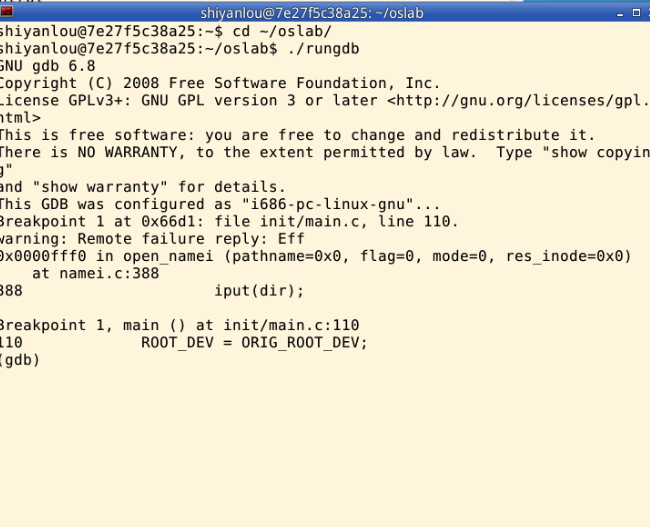 shiyanlou@7e27f5c38a25: ~/oslab
shiyanlou@7e27f5c38a25:~$ cd ~/oslab/
shiyanlou@7e27f5c38a25:~/oslab$ ./rungdb
GNU gdb 6.8
Copyright (C) 2008 Free Software Foundation, Inc.
License GPLv3+: GNU GPL version 3 or later <http://gnu.org/licenses/gpl.
html>
This is free software: you are free to change and redistribute it.
There is NO WARRANTY, to the extent permitted by law.  Type "show copyin
g"
and "show warranty" for details.
This GDB was configured as "i686-pc-linux-gnu"...
Breakpoint 1 at 0x66d1: file init/main.c, line 110.
warning: Remote failure reply: Eff
0x0000fff0 in open_namei (pathname=0x0, flag=0, mode=0, res_inode=0x0)
    at namei.c:388
388                     iput(dir);
Breakpoint 1, main () at init/main.c:110
110             ROOT_DEV = ORIG_ROOT_DEV;
(gdb)